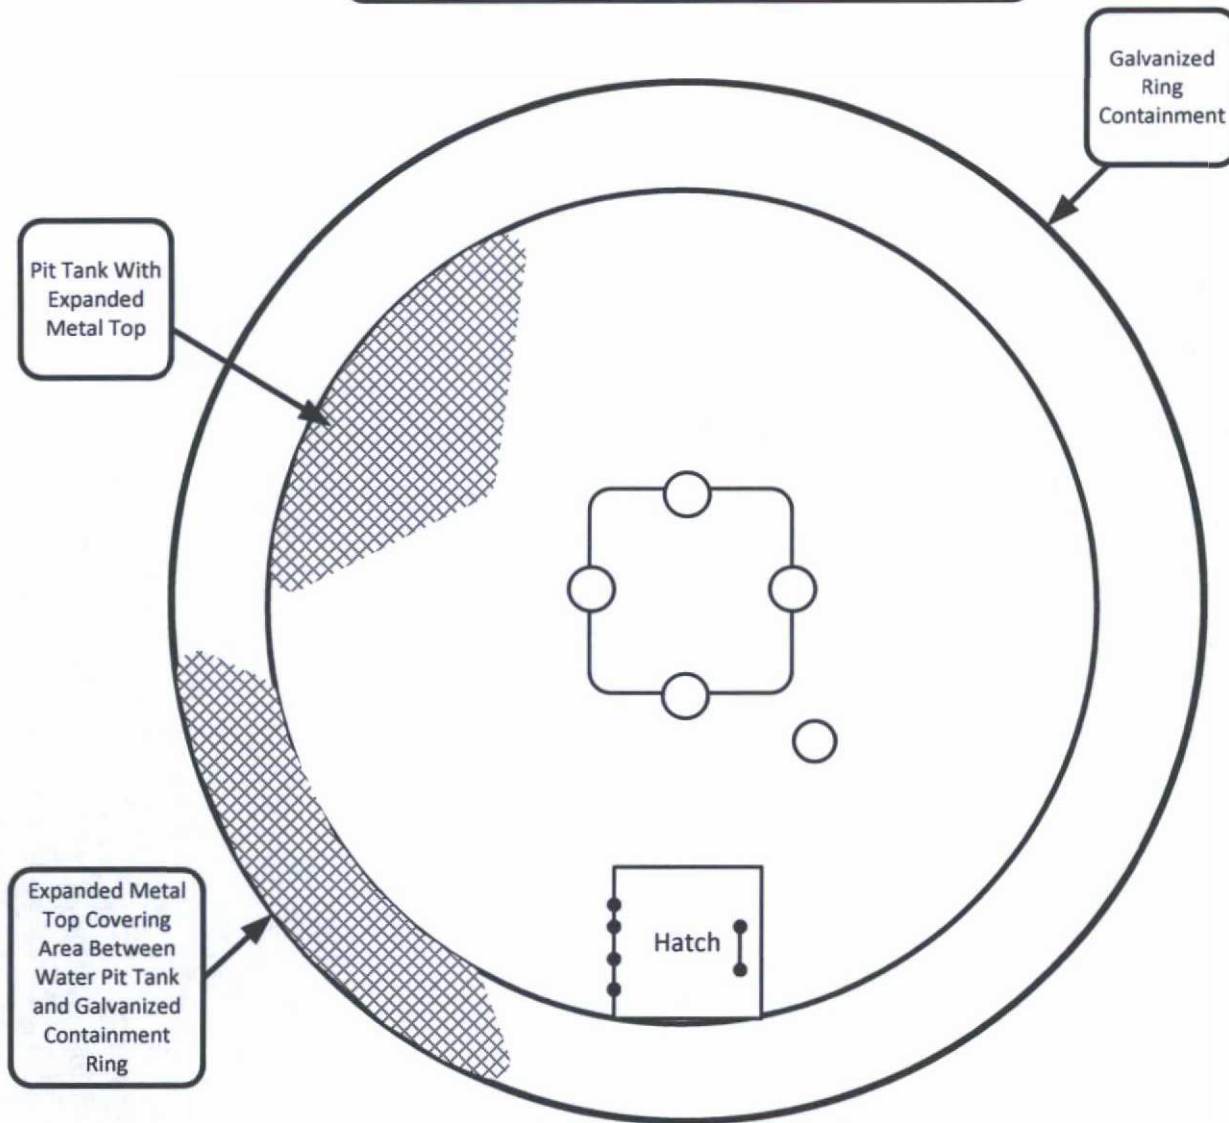 Galvanized
Ring
Containment
Pit Tank With
Expanded
Metal Top
Hatch
Expanded Metal
Top Covering
Area Between
Water Pit Tank
and Galvanized
Containment
Ring